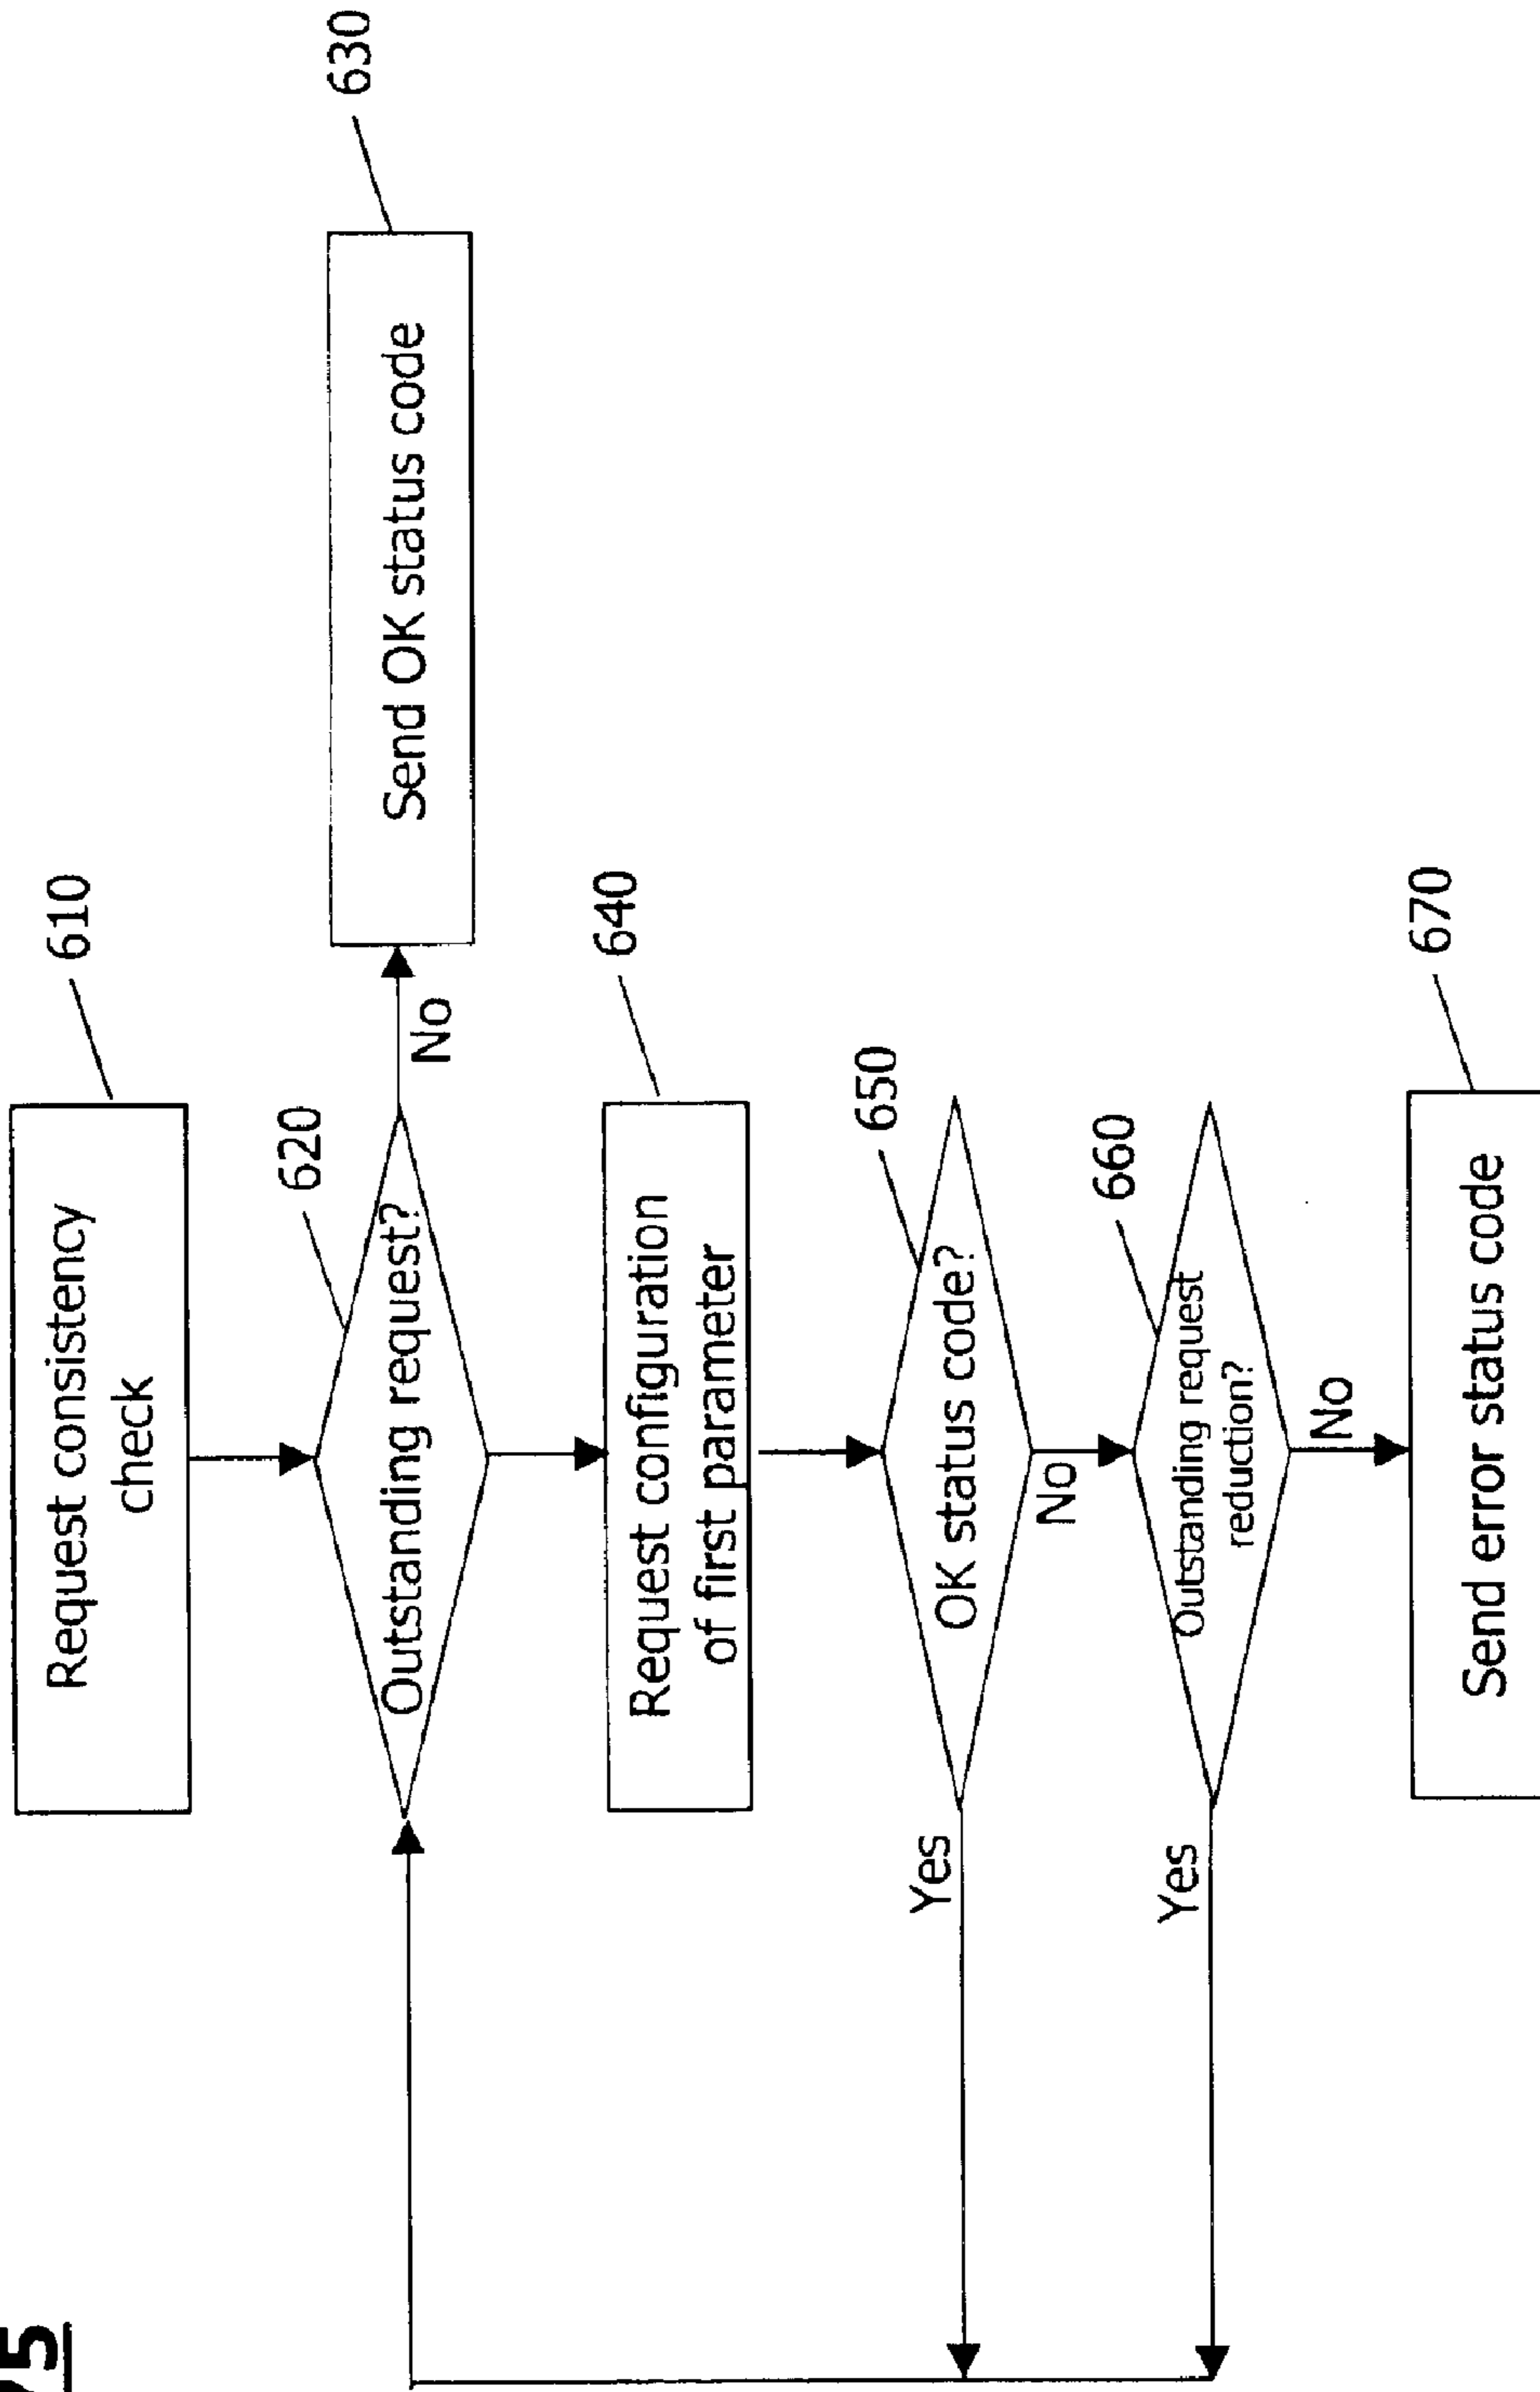 75
Request consistency
check
610
620
Outstanding request?
No
Send OK status code
630
Request configuration
of first parameter
640
650
OK status code?
Yes
No
660
Outstanding request
reduction?
Yes
No
Send error status code
670